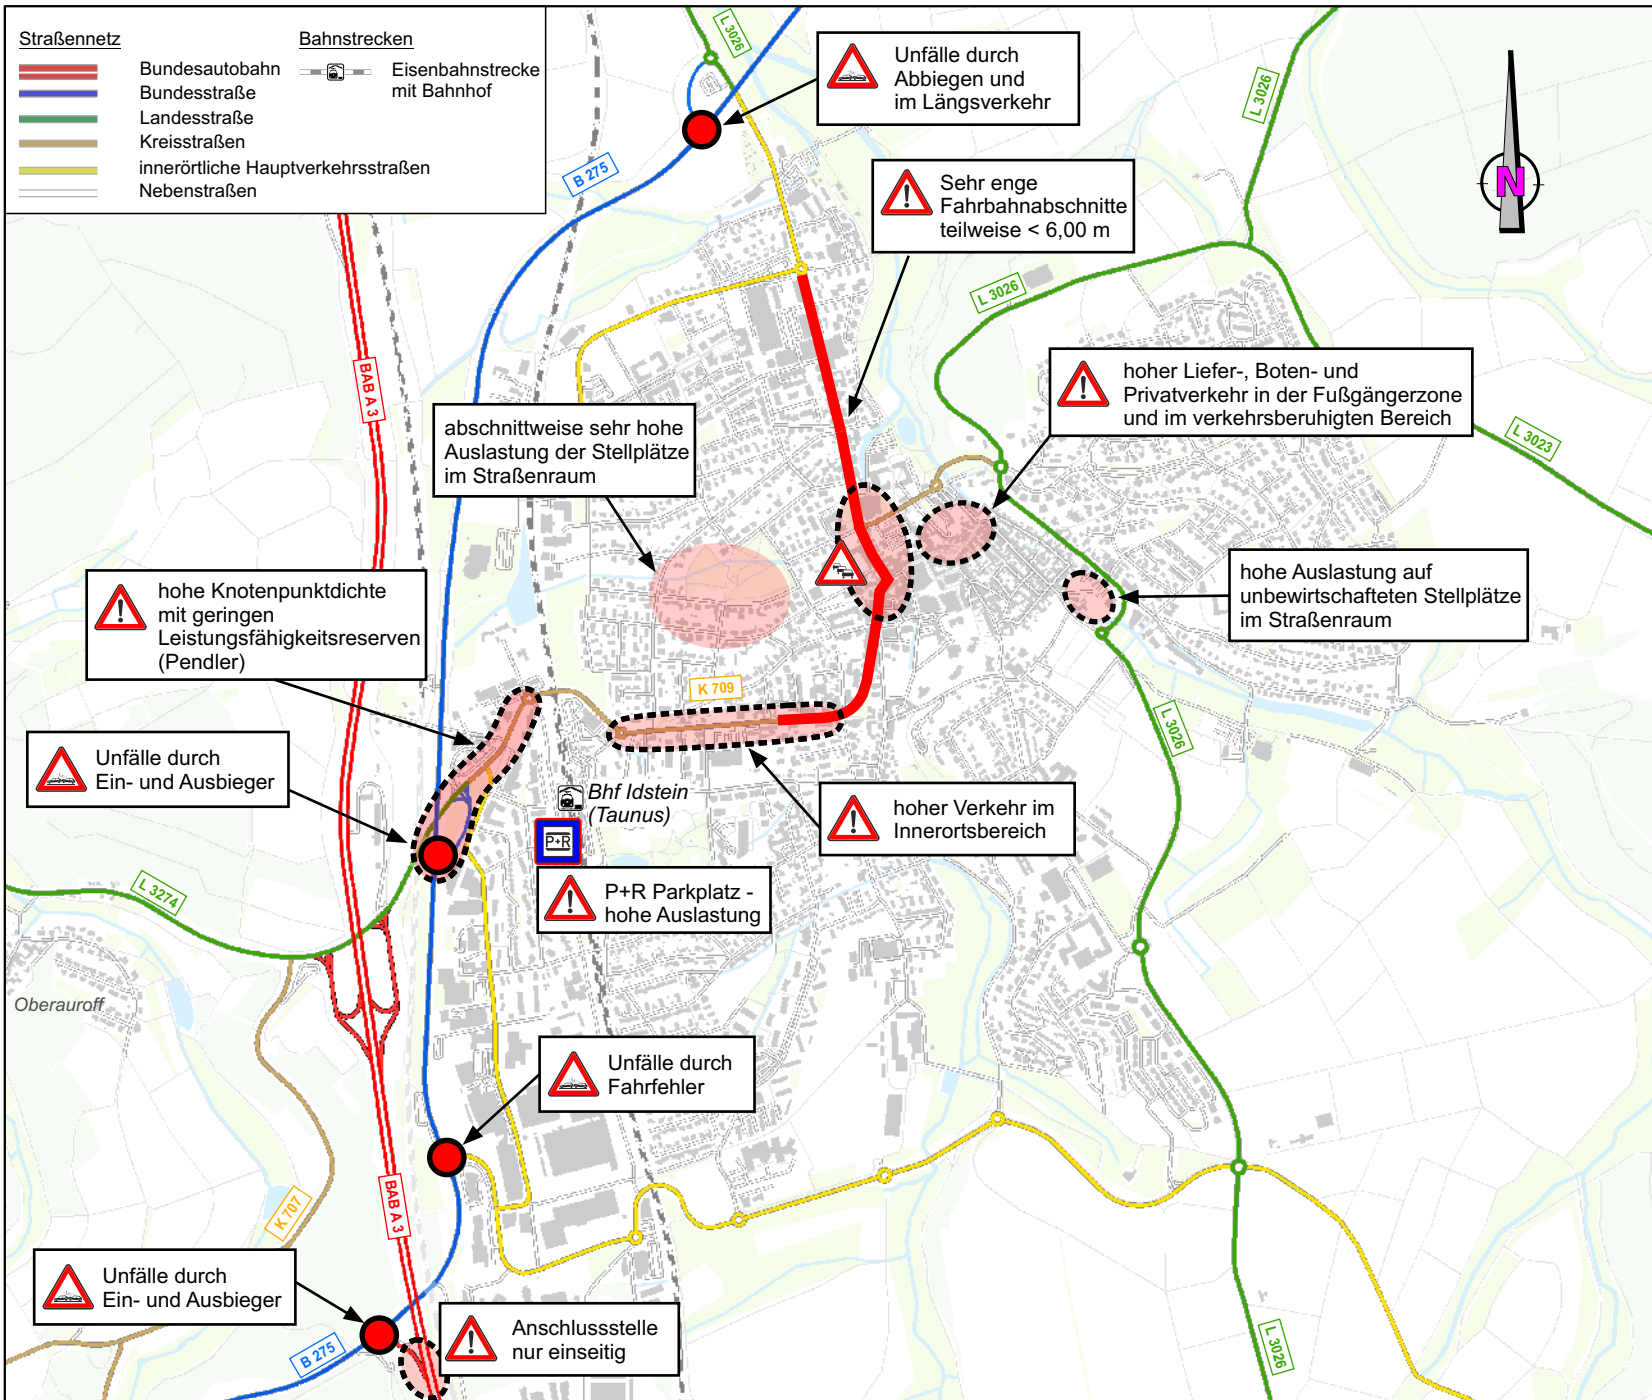 Straßennetz
Bahnstrecken
Bundesautobahn
Bundesstraße
Landesstraße
Kreisstraßen
innerörtliche Hauptverkehrsstraßen
Nebenstraßen
Eisenbahnstrecke
mit Bahnhof
L 3026
Unfälle durch
Abbiegen und
im Längsverkehr
L 3026
N
B 275
Sehr enge
Fahrbahnabschnitte
teilweise < 6,00 m
L 3026
BAB A 3
hoher Liefer-, Boten- und
Privatverkehr in der Fußgängerzone
und im verkehrsberuhigten Bereich
L 3023
abschnittweise sehr hohe
Auslastung der Stellplätze
im Straßenraum
hohe Knotenpunktdichte
mit geringen
Leistungsfähigkeitsreserven
(Pendler)
hohe Auslastung auf
unbewirtschafteten Stellplätze
im Straßenraum
K 709
L 3026
Unfälle durch
Ein- und Ausbieger
Bhf Idstein
(Taunus)
P+R
hoher Verkehr im
Innerortsbereich
P+R Parkplatz -
hohe Auslastung
L 3274
Oberauroff
Unfälle durch
Fahrfehler
K 707
BAB A 3
Unfälle durch
Ein- und Ausbieger
Anschlussstelle
nur einseitig
B 275
L 3026